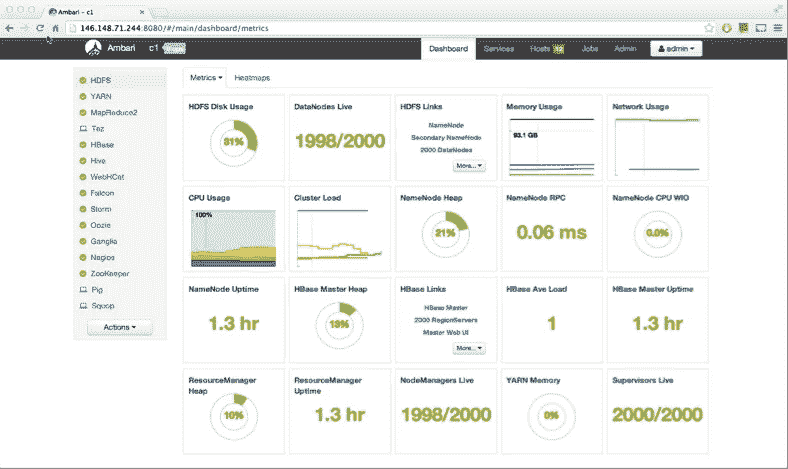 Ambari - c1
146.148.71.244:8080/#/main/dashboard/metrics
Ambari c1
Dashboard Services Hosts Jobs Admin admin
HDFS
YARN
MapReduce2
Tez
HBase
Hive
WebHCat
Falcon
Storm
Oozie
Ganglia
Nagios
ZooKeeper
Pig
Sqoop
Actions
Metrics Heatmaps
HDFS Disk Usage
31%
DataNodes Live
1998/2000
HDFS Links
NameNode
Secondary NameNode
2000 DataNodes
More...
Memory Usage
93.1 GB
Network Usage
CPU Usage
100%
Cluster Load
NameNode Heap
21%
NameNode RPC
0.06 ms
NameNode CPU WIO
0.0%
NameNode Uptime
1.3 hr
HBase Master Heap
13%
HBase Links
HBase Master
2000 RegionServers
Master Web UI
More...
HBase Ave Load
1
HBase Master Uptime
1.3 hr
ResourceManager
Heap
10%
ResourceManager
Uptime
1.3 hr
NodeManagers Live
1998/2000
YARN Memory
0%
Supervisors Live
2000/2000